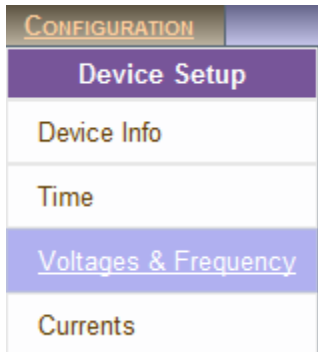 CONFIGURATION
Device Setup
Device Info
Time
Voltages & Frequency
Currents